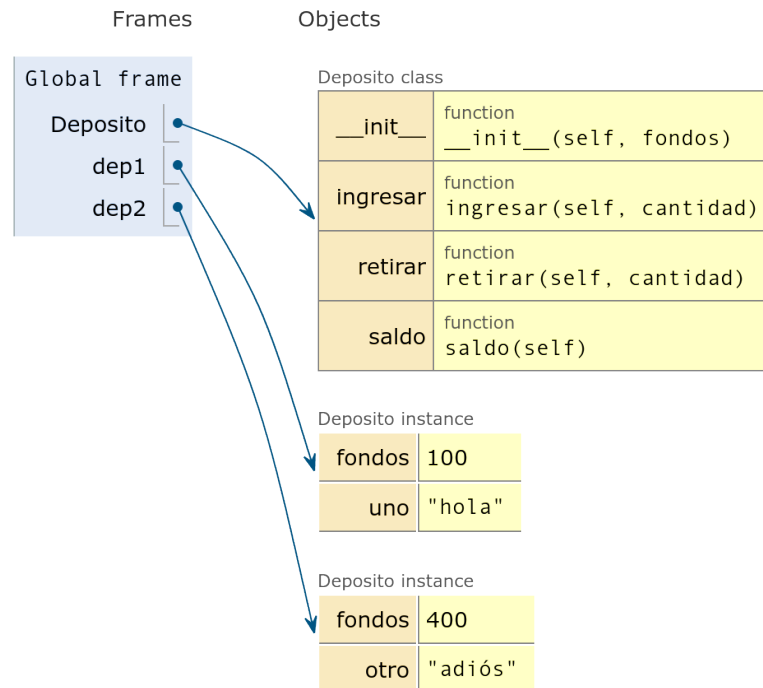 Frames Objects
Global frame
Deposito
dep1
dep2
Deposito class
__init__ function
__init__(self, fondos)
ingresar function
ingresar(self, cantidad)
retirar function
retirar(self, cantidad)
saldo function
saldo(self)
Deposito instance
fondos 100
uno "hola"
Deposito instance
fondos 400
otro "adiós"